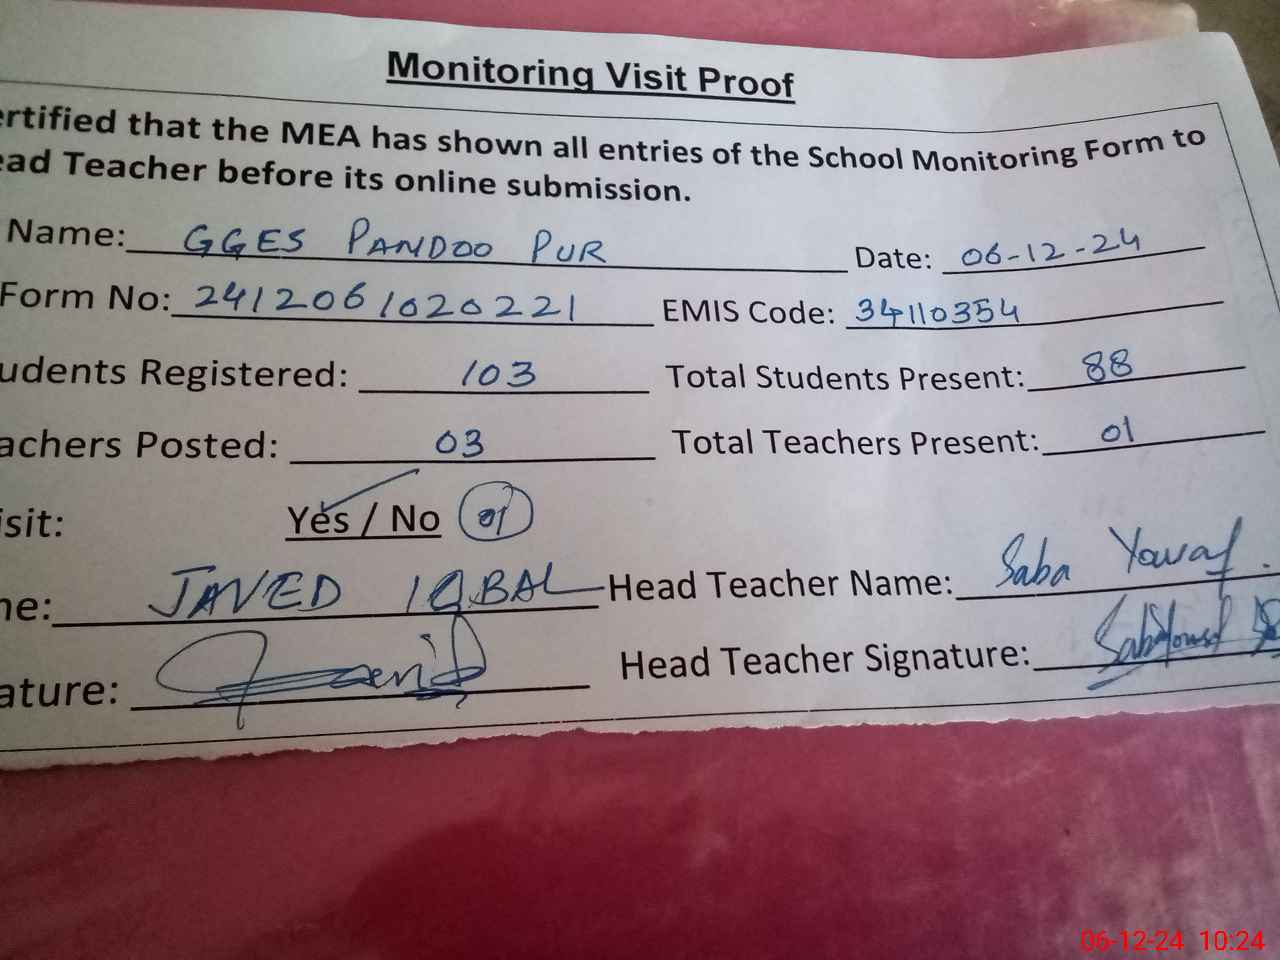 Monitoring Visit Proof
ertified that the MEA has shown all entries of the School Monitoring Form to
ead Teacher before its online submission.
Name: GGES PANDOO PUR Date: 06-12-24
Form No: 2412061020221 EMIS Code: 34110354
udents Registered: 103 Total Students Present: 88
achers Posted: 03 Total Teachers Present: 01
isit: Yes / No 01
ne: JAVED IQBAL Head Teacher Name: Saba
ature: Head Teacher Signature:
06-12-24 10:24